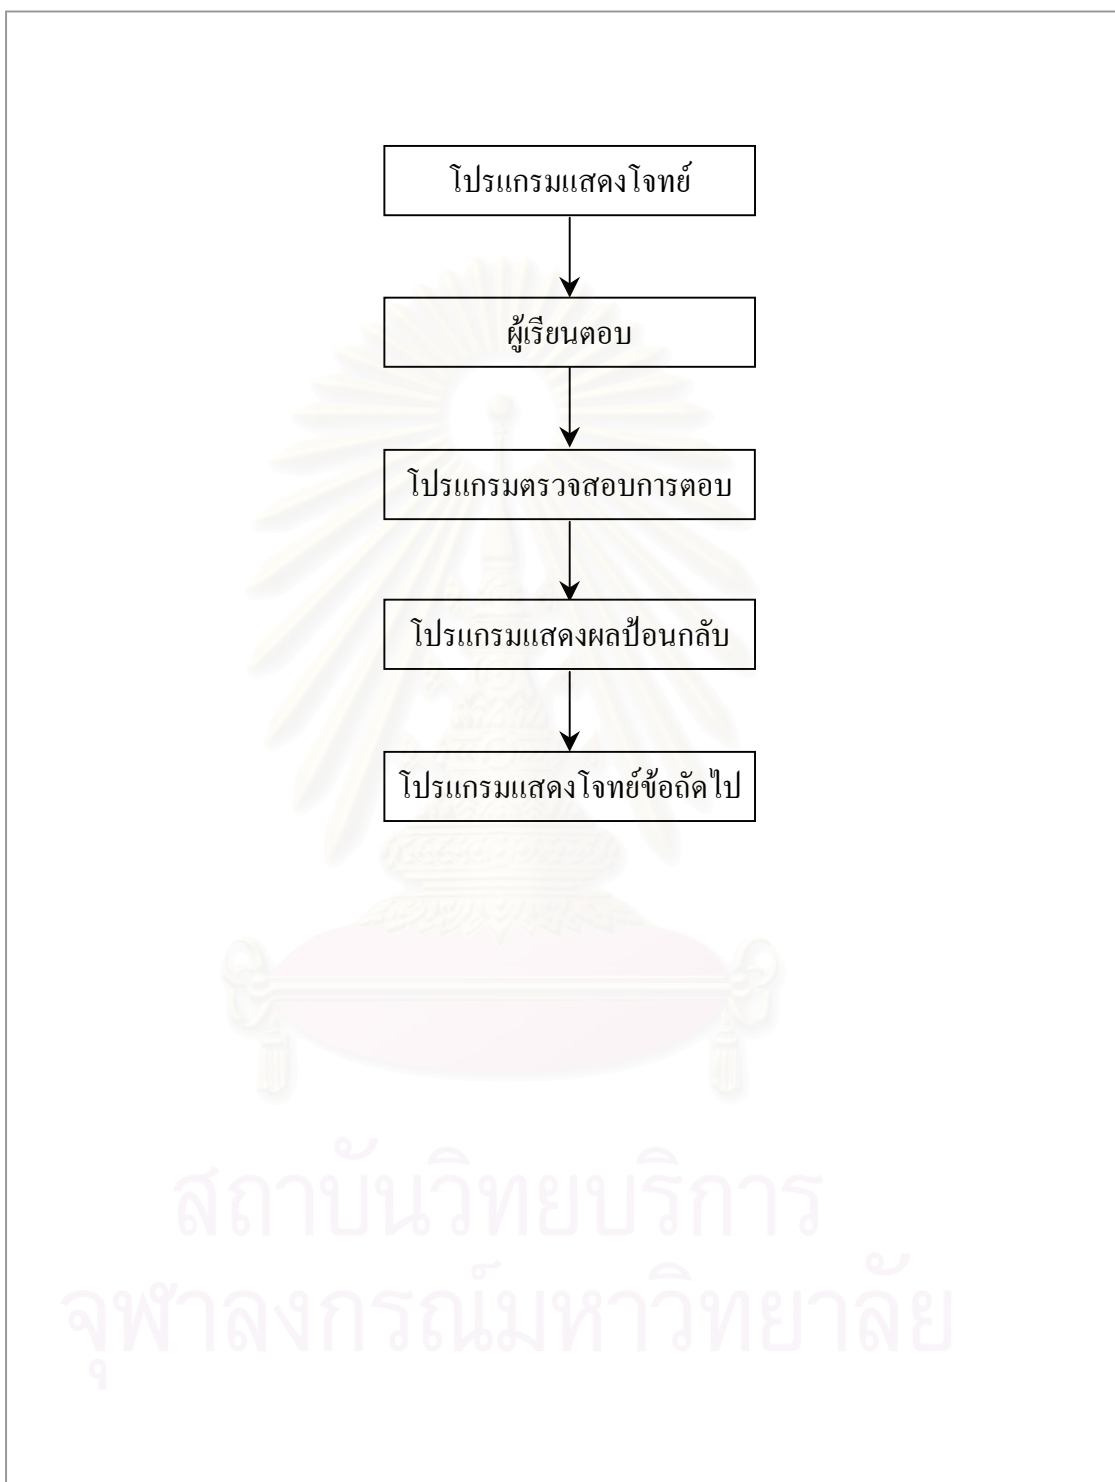 โปรแกรมแสดงโจทย์
ผู้เรียนตอบ
โปรแกรมตรวจสอบการตอบ
โปรแกรมแสดงผลป้อนกลับ
โปรแกรมแสดงโจทย์ข้อถัดไป
สถาบันวิทยบริการ
จุฬาลงกรณ์มหาวิทยาลัย